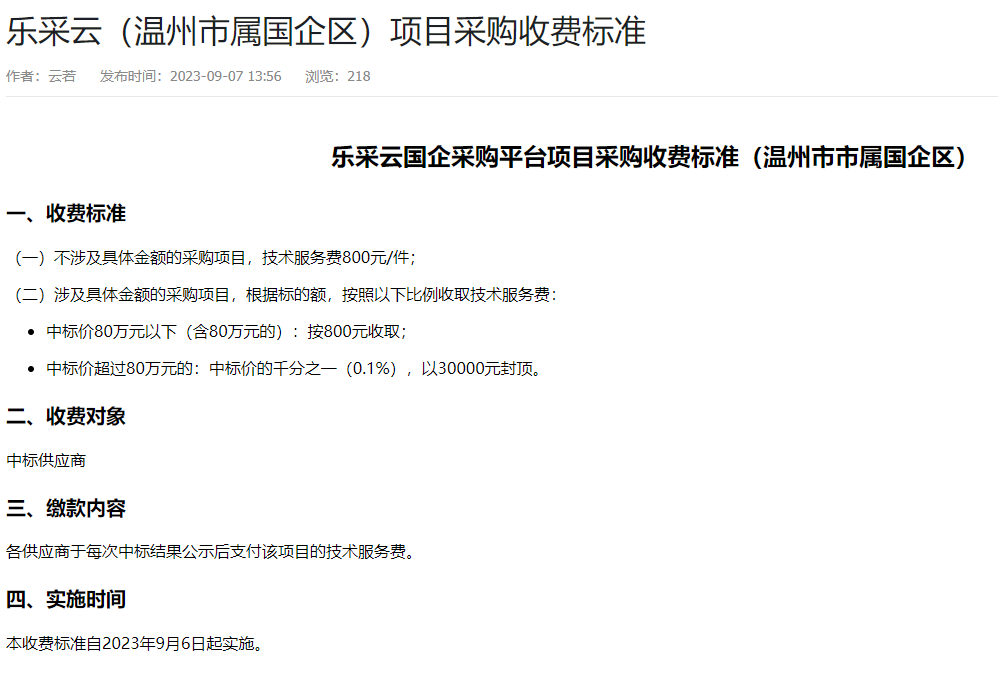 乐采云（温州市属国企区）项目采购收费标准
作者：云若 发布时间：2023-09-07 13:56 浏览：218
乐采云国企采购平台项目采购收费标准（温州市市属国企区）
一、收费标准
（一）不涉及具体金额的采购项目，技术服务费800元/件；
（二）涉及具体金额的采购项目，根据标的额，按照以下比例收取技术服务费：
• 中标价80万元以下（含80万元的）：按800元收取；
• 中标价超过80万元的：中标价的千分之一（0.1%），以30000元封顶。
二、收费对象
中标供应商
三、缴款内容
各供应商于每次中标结果公示后支付该项目的技术服务费。
四、实施时间
本收费标准自2023年9月6日起实施。